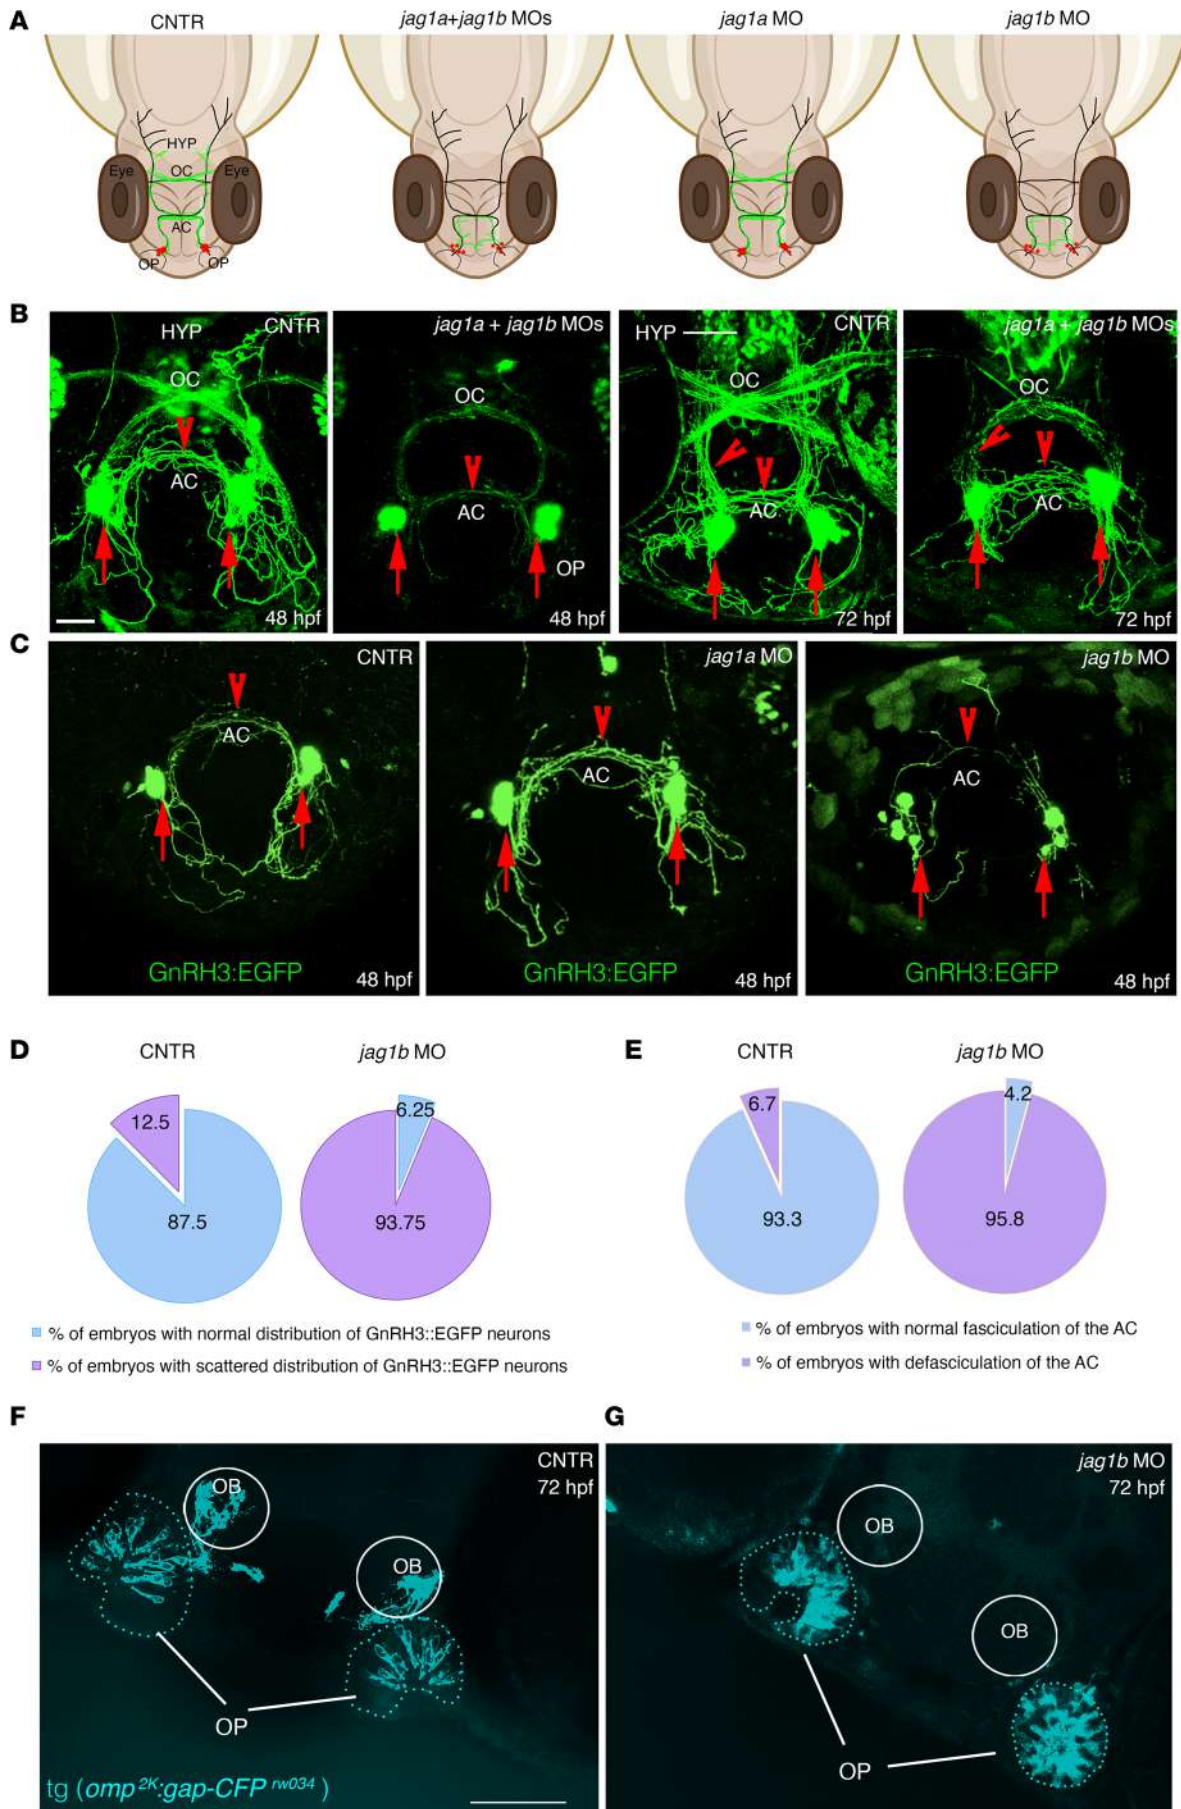 A
CNTR
jag1a+jag1b MOs
jag1a MO
jag1b MO
HYP
Eye
OC
Eye
AC
OP
OP
B
HYP
CNTR
OC
AC
48 hpf
jag1a + jag1b MOs
OC
AC
OP
48 hpf
HYP
CNTR
OC
AC
72 hpf
jag1a + jag1b MOs
OC
AC
72 hpf
C
CNTR
AC
GnRH3:EGFP
48 hpf
jag1a MO
AC
GnRH3:EGFP
48 hpf
jag1b MO
AC
GnRH3:EGFP
48 hpf
D
CNTR
jag1b MO
12.5
87.5
6.25
93.75
% of embryos with normal distribution of GnRH3::EGFP neurons
% of embryos with scattered distribution of GnRH3::EGFP neurons
E
CNTR
jag1b MO
6.7
93.3
4.2
95.8
% of embryos with normal fasciculation of the AC
% of embryos with defasciculation of the AC
F
CNTR
72 hpf
OB
OB
OP
tg (omp 2K:gap-CFP rw034 )
G
jag1b MO
72 hpf
OB
OB
OP